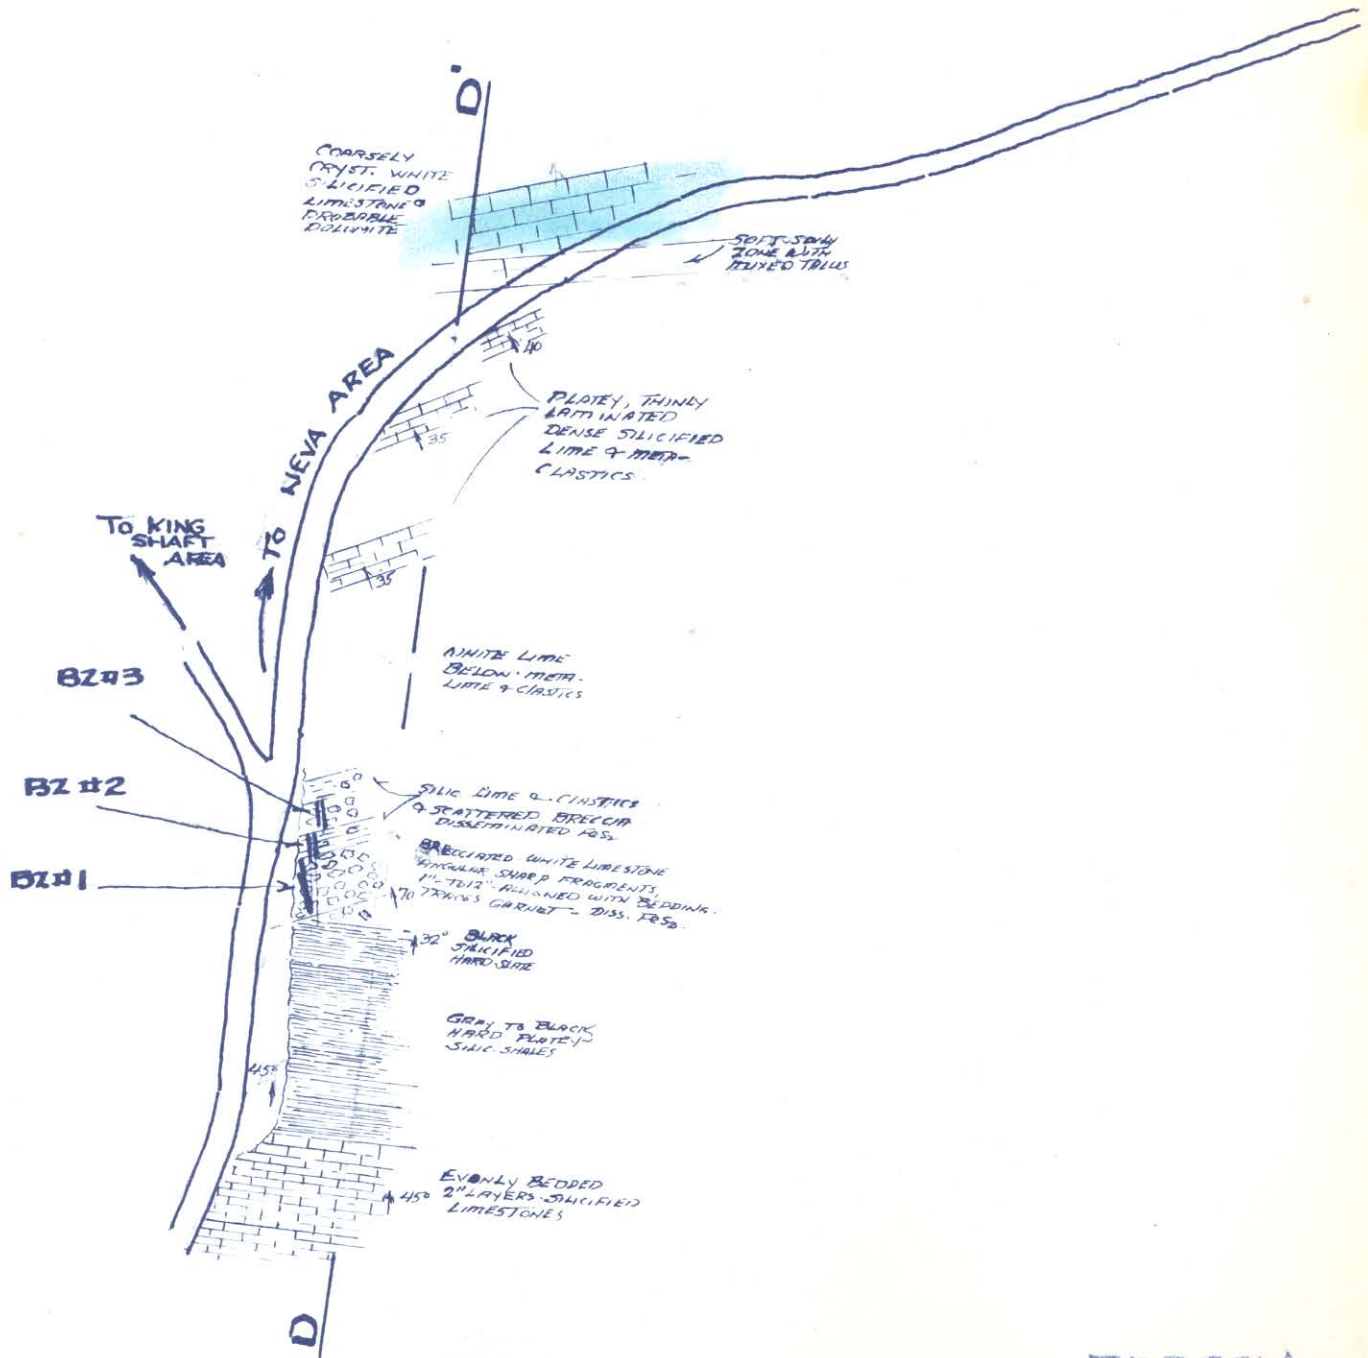 D'
COARSELY
CRYST. WHITE
SILICIFIED
LIMESTONE &
PROBABLE
DOLOMITE
SOFT-SOILY
ZONE WITH
MIXED TALUS
40
PLATEY, THINLY
LAMINATED
DENSE SILICIFIED
LIME & META-
CLASTICS.
35
TO NEVA AREA
TO KING
SHAFT
AREA
35
WHITE LIME
BELOW META-
LIME & CLASTICS
BZ#3
BZ #2
BZ#1
SILIC LIME & CLASTICS
& SCATTERED BRECCIA
DISSEMINATED FeS2
BRECCIATED WHITE LIMESTONE
ANGULAR SHARP FRAGMENTS,
1"-TO 12"-ALLIGNED WITH BEDDING.
TRACES GARNET - DISS. FeS2.
70
32° BLACK
SILICIFIED
HARD SLATE
GRAY TO BLACK
HARD PLATEY-
SILIC. SHALES
45°
EVENLY BEDDED
2" LAYERS-SILICIFIED
LIMESTONES
45°
D